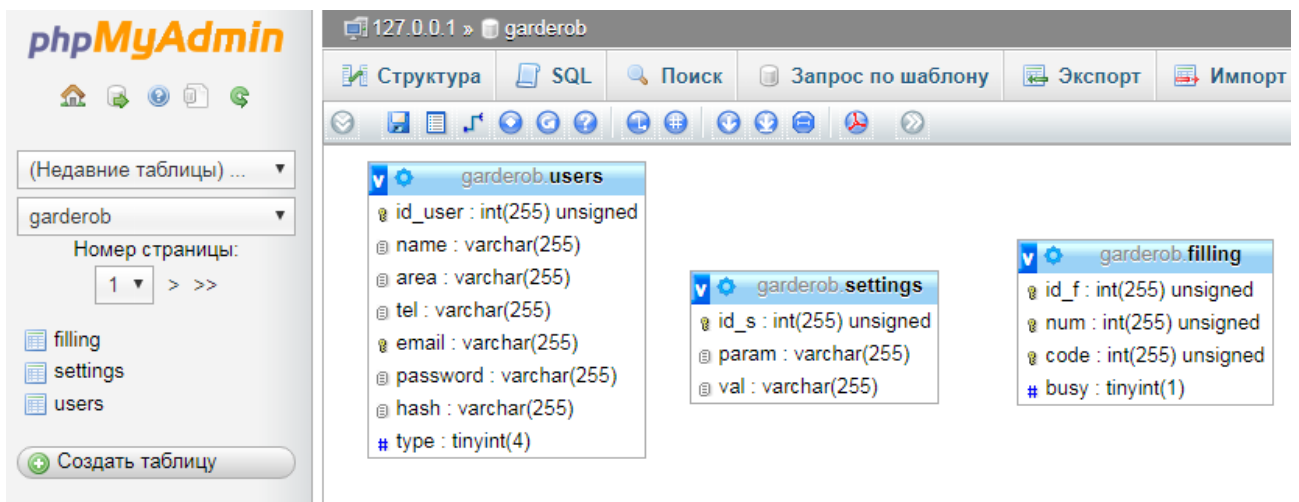 phpMyAdmin
(Недавние таблицы) ...
garderob
Номер страницы:
1 > >>
filling
settings
users
Создать таблицу
127.0.0.1 » garderob
Структура SQL Поиск Запрос по шаблону Экспорт Импорт
v garderob.users
id_user : int(255) unsigned
name : varchar(255)
area : varchar(255)
tel : varchar(255)
email : varchar(255)
password : varchar(255)
hash : varchar(255)
# type : tinyint(4)
v garderob.settings
id_s : int(255) unsigned
param : varchar(255)
val : varchar(255)
v garderob.filling
id_f : int(255) unsigned
num : int(255) unsigned
code : int(255) unsigned
# busy : tinyint(1)